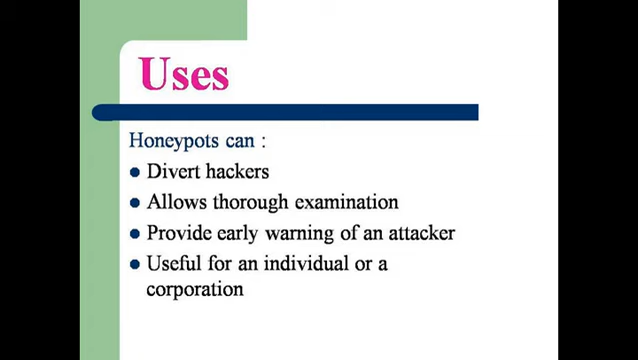 Uses
Honeypots can :
● Divert hackers
● Allows thorough examination
● Provide early warning of an attacker
● Useful for an individual or a
corporation